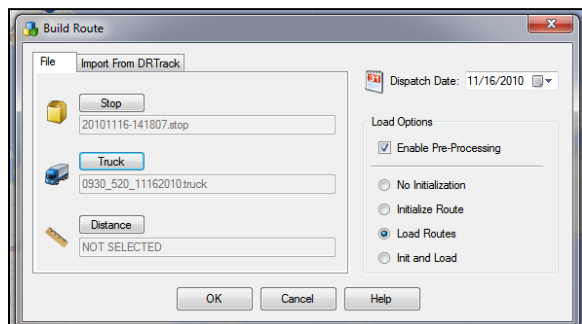 Build Route
File
Import From DRTrack
Stop
20101116-141807.stop
Truck
0930_520_11162010.truck
Distance
NOT SELECTED
31
Dispatch Date: 11/16/2010
Load Options
Enable Pre-Processing
No Initialization
Initialize Route
Load Routes
Init and Load
OK
Cancel
Help